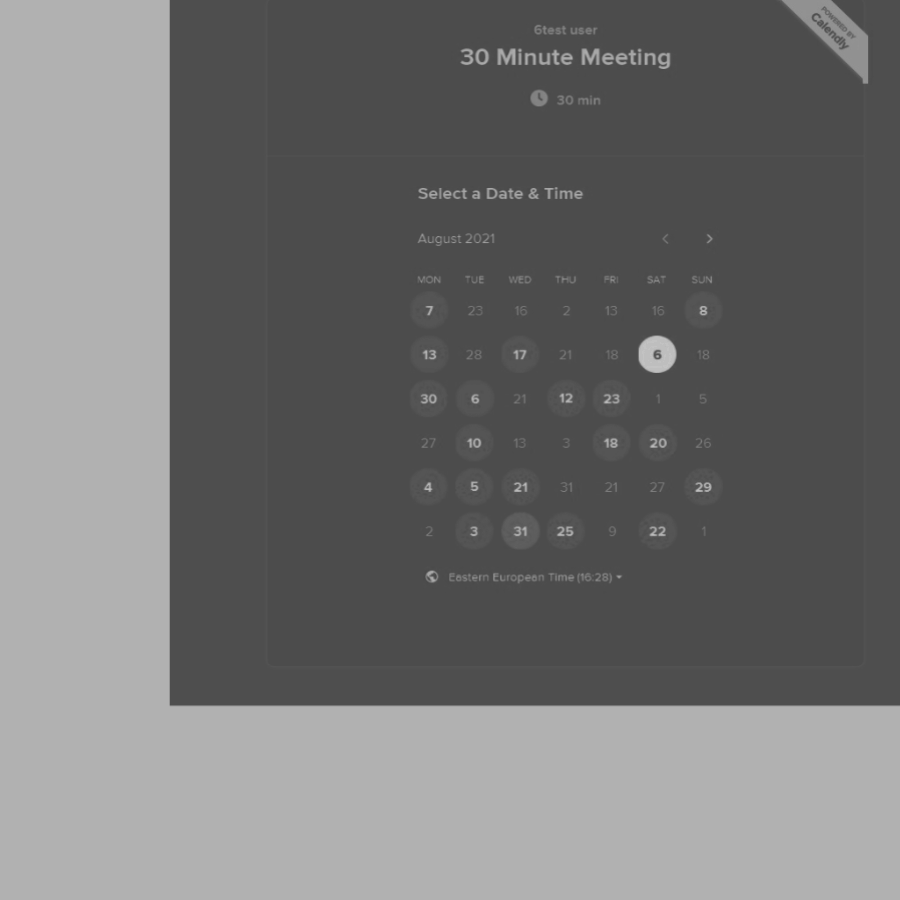 POWERED BY
Calendly
6test user
30 Minute Meeting
30 min
Select a Date & Time
August 2021
MON TUE WED THU FRI SAT SUN
7 23 16 2 13 16 8
13 28 17 21 18 6 18
30 6 21 12 23 1 5
27 10 13 3 18 20 26
4 5 21 31 21 27 29
2 3 31 25 9 22 1
Eastern European Time (16:28)